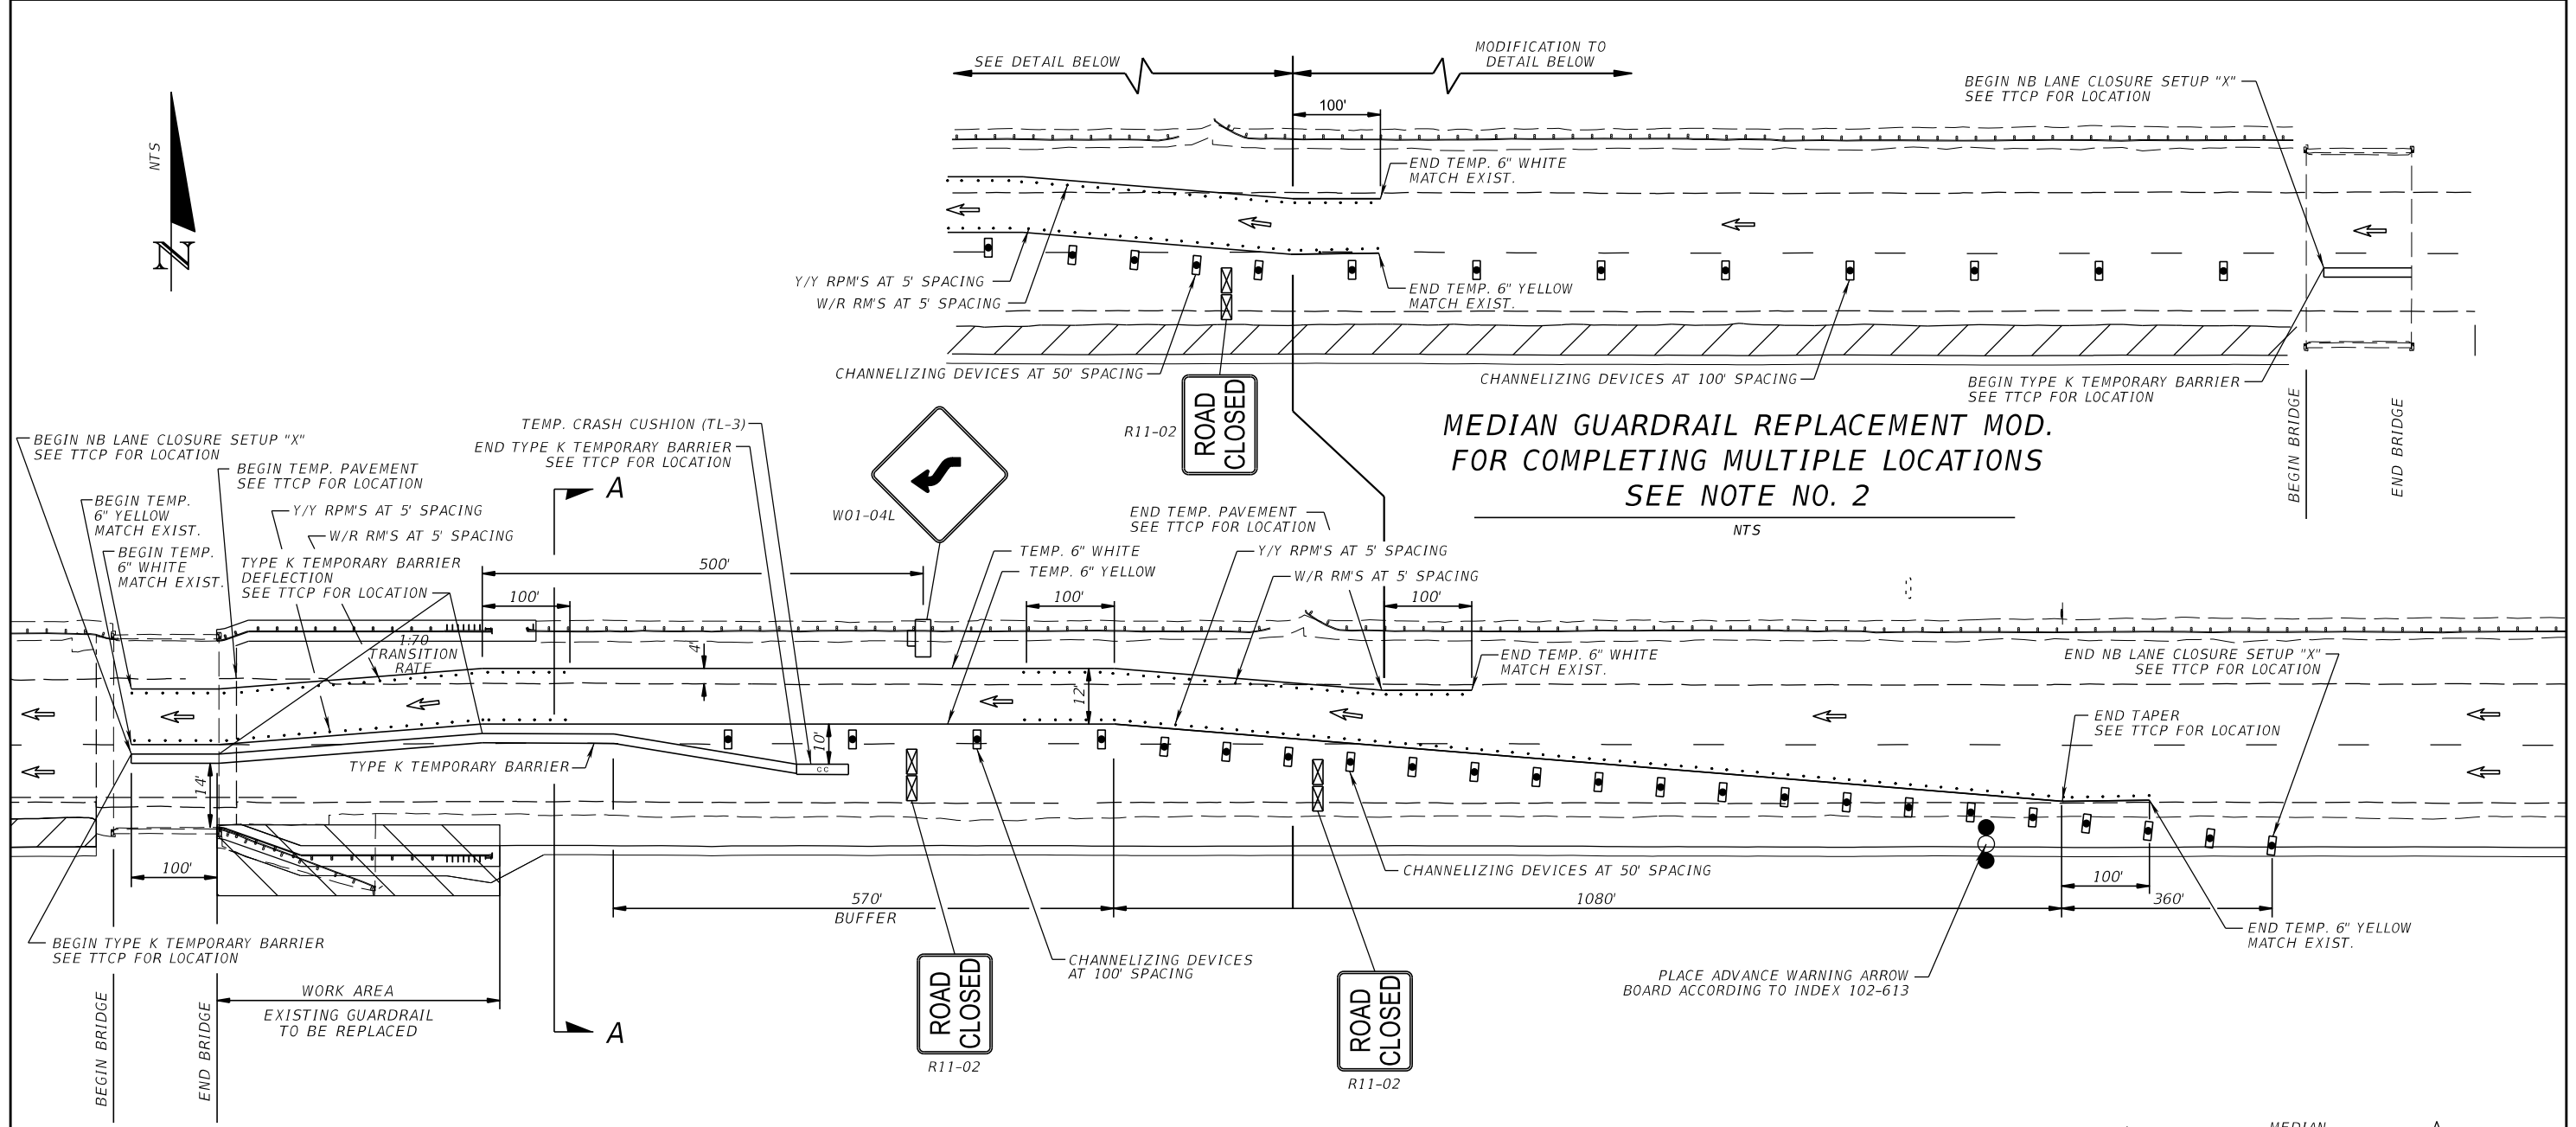 SEE DETAIL BELOW
MODIFICATION TO
DETAIL BELOW
BEGIN NB LANE CLOSURE SETUP "X"
SEE TTCP FOR LOCATION
100'
NTS
N
END TEMP. 6" WHITE
MATCH EXIST.
Y/Y RPM'S AT 5' SPACING
W/R RM'S AT 5' SPACING
END TEMP. 6" YELLOW
MATCH EXIST.
CHANNELIZING DEVICES AT 50' SPACING
CHANNELIZING DEVICES AT 100' SPACING
BEGIN TYPE K TEMPORARY BARRIER
SEE TTCP FOR LOCATION
R11-02
ROAD
CLOSED
BEGIN BRIDGE
END BRIDGE
MEDIAN GUARDRAIL REPLACEMENT MOD.
FOR COMPLETING MULTIPLE LOCATIONS
SEE NOTE NO. 2
NTS
BEGIN NB LANE CLOSURE SETUP "X"
SEE TTCP FOR LOCATION
BEGIN TEMP. PAVEMENT
SEE TTCP FOR LOCATION
BEGIN TEMP.
6" YELLOW
MATCH EXIST.
Y/Y RPM'S AT 5' SPACING
W/R RM'S AT 5' SPACING
BEGIN TEMP.
6" WHITE
MATCH EXIST.
TYPE K TEMPORARY BARRIER
DEFLECTION
SEE TTCP FOR LOCATION
TEMP. CRASH CUSHION (TL-3)
END TYPE K TEMPORARY BARRIER
SEE TTCP FOR LOCATION
A
W01-04L
500'
100'
TEMP. 6" WHITE
TEMP. 6" YELLOW
100'
END TEMP. PAVEMENT
SEE TTCP FOR LOCATION
Y/Y RPM'S AT 5' SPACING
W/R RM'S AT 5' SPACING
100'
1:70
TRANSITION
RATE
4'
12'
10'
14'
CC
END TEMP. 6" WHITE
MATCH EXIST.
END NB LANE CLOSURE SETUP "X"
SEE TTCP FOR LOCATION
END TAPER
SEE TTCP FOR LOCATION
TYPE K TEMPORARY BARRIER
100'
CHANNELIZING DEVICES AT 50' SPACING
570'
BUFFER
1080'
100'
360'
END TEMP. 6" YELLOW
MATCH EXIST.
BEGIN TYPE K TEMPORARY BARRIER
SEE TTCP FOR LOCATION
CHANNELIZING DEVICES
AT 100' SPACING
PLACE ADVANCE WARNING ARROW
BOARD ACCORDING TO INDEX 102-613
WORK AREA
EXISTING GUARDRAIL
TO BE REPLACED
A
BEGIN BRIDGE
END BRIDGE
ROAD
CLOSED
R11-02
ROAD
CLOSED
R11-02
MEDIAN